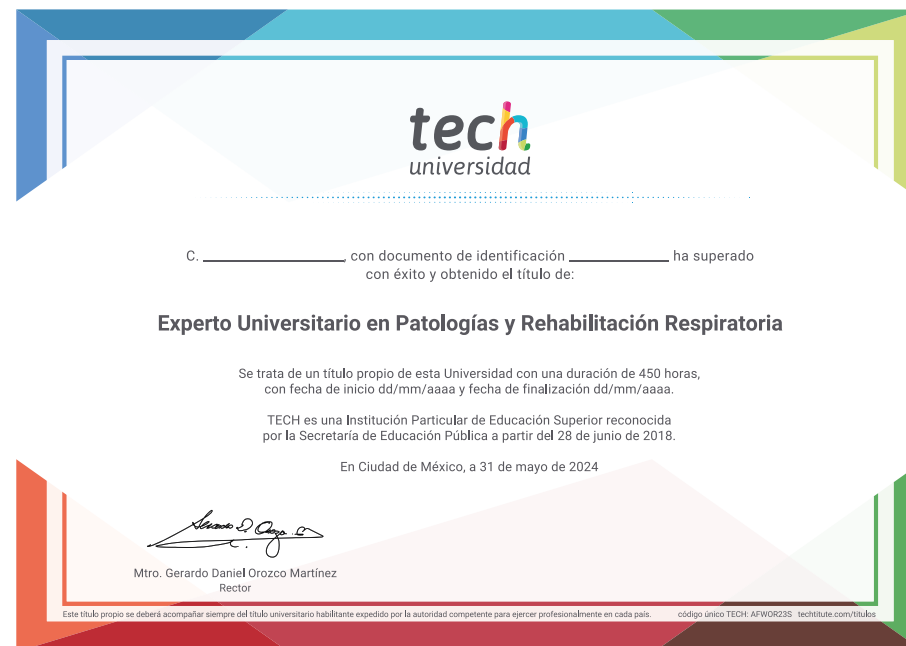 tech
universidad
C. ____________, con documento de identificación ____________ ha superado
con éxito y obtenido el título de:
Experto Universitario en Patologías y Rehabilitación Respiratoria
Se trata de un título propio de esta Universidad con una duración de 450 horas,
con fecha de inicio dd/mm/aaaa y fecha de finalización dd/mm/aaaa.
TECH es una Institución Particular de Educación Superior reconocida
por la Secretaría de Educación Pública a partir del 28 de junio de 2018.
En Ciudad de México, a 31 de mayo de 2024
Mtro. Gerardo Daniel Orozco Martínez
Rector
Este título propio se deberá acompañar siempre del título universitario habilitante expedido por la autoridad competente para ejercer profesionalmente en cada país. código único TECH: AFWOR23S techtitute.com/titulos